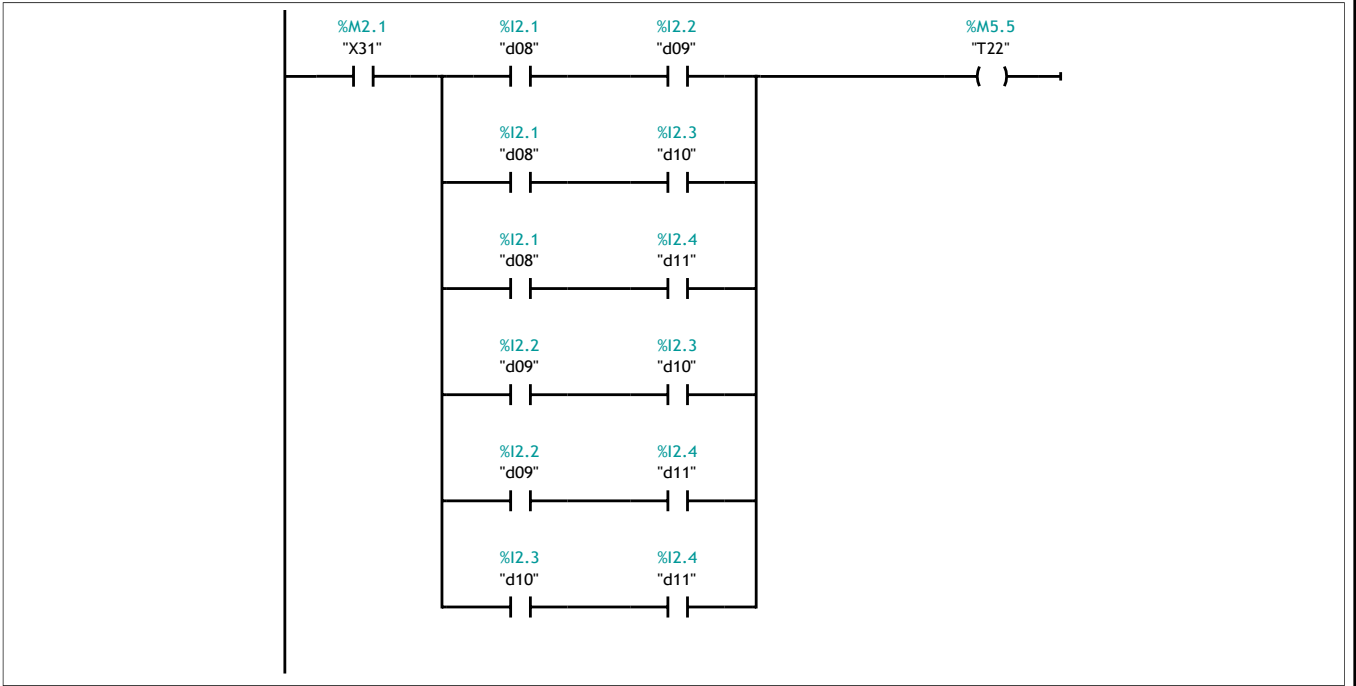 %M2.1 %I2.1 %I2.2 %M5.5
"X31" "d08" "d09" "T22"
%I2.1 %I2.3
"d08" "d10"
%I2.1 %I2.4
"d08" "d11"
%I2.2 %I2.3
"d09" "d10"
%I2.2 %I2.4
"d09" "d11"
%I2.3 %I2.4
"d10" "d11"